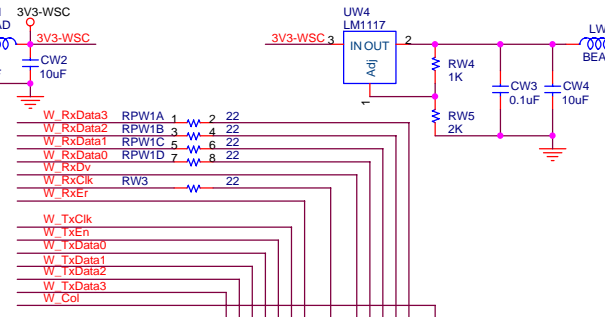 3V3-WSC
AD
3V3-WSC
CW2
10uF
UW4
LM1117
3V3-WSC 3
IN OUT
2
Adj
1
RW4
1K
RW5
2K
CW3
0.1uF
CW4
10uF
LW
BEA
W_RxData3 RPW1A 1 2 22
W_RxData2 RPW1B 3 4 22
W_RxData1 RPW1C 5 6 22
W_RxData0 RPW1D 7 8 22
W_RxDv
W_RxClk RW3 22
W_RxEr
W_TxClk
W_TxEn
W_TxData0
W_TxData1
W_TxData2
W_TxData3
W_Col